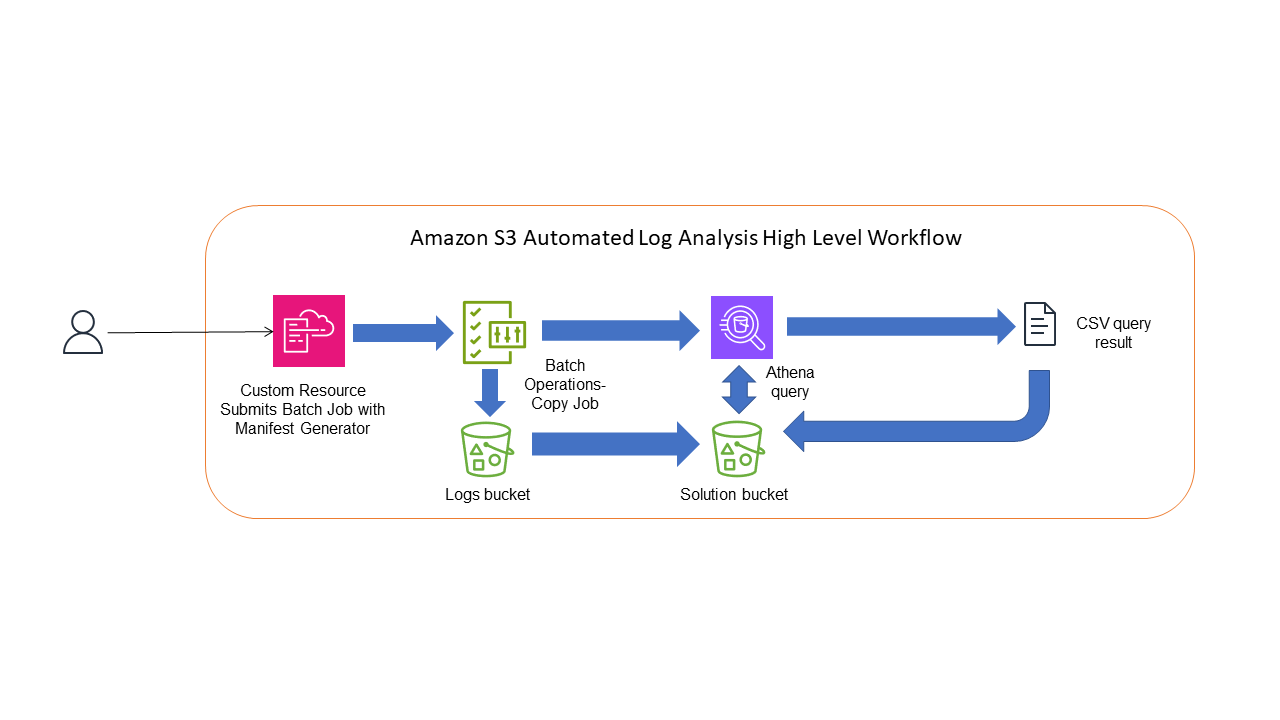 Amazon S3 Automated Log Analysis High Level Workflow
Custom Resource
Submits Batch Job with
Manifest Generator
Batch
Operations-
Copy Job
Athena
query
CSV query
result
Logs bucket
Solution bucket